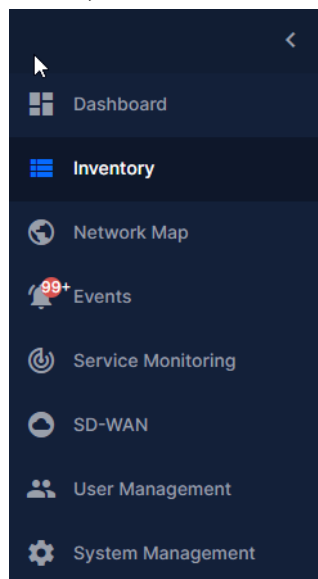 Dashboard
Inventory
Network Map
99+
Events
Service Monitoring
SD-WAN
User Management
System Management